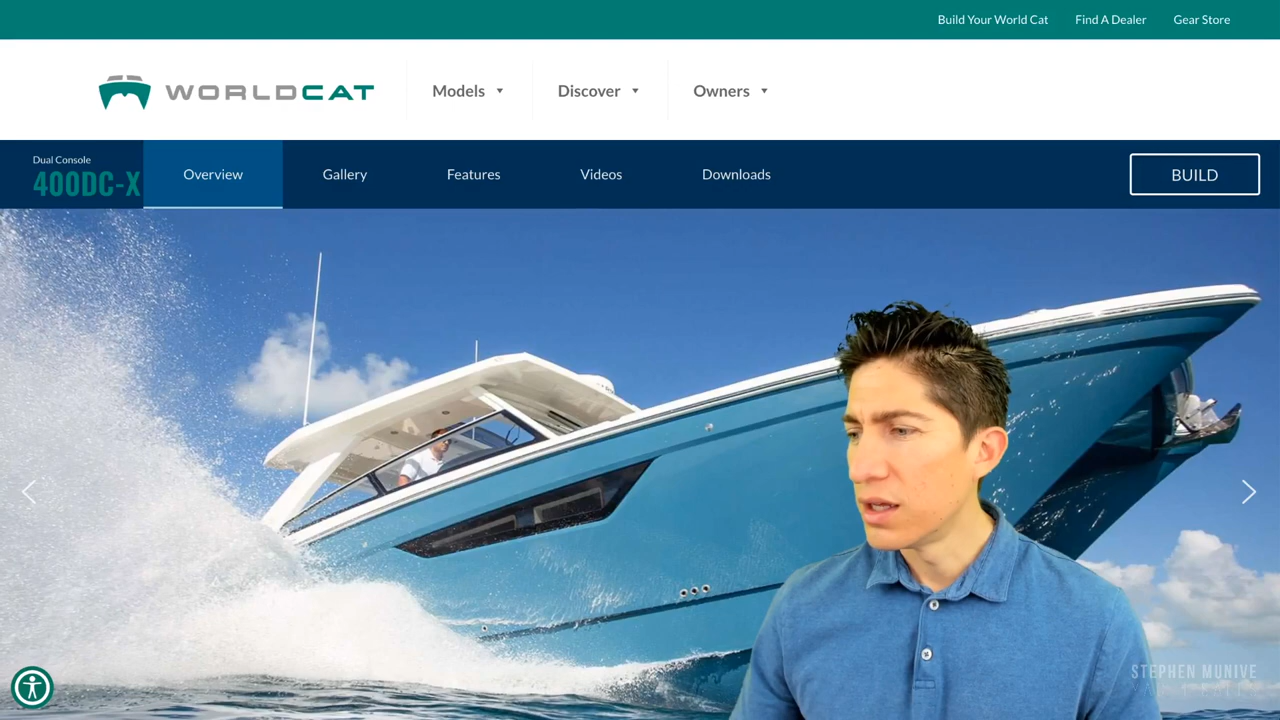 Build Your World Cat
Find A Dealer
Gear Store
WORLDCAT
Models
Discover
Owners
Dual Console
400DC-X
Overview
Gallery
Features
Videos
Downloads
BUILD
STEPHEN MUNIVE